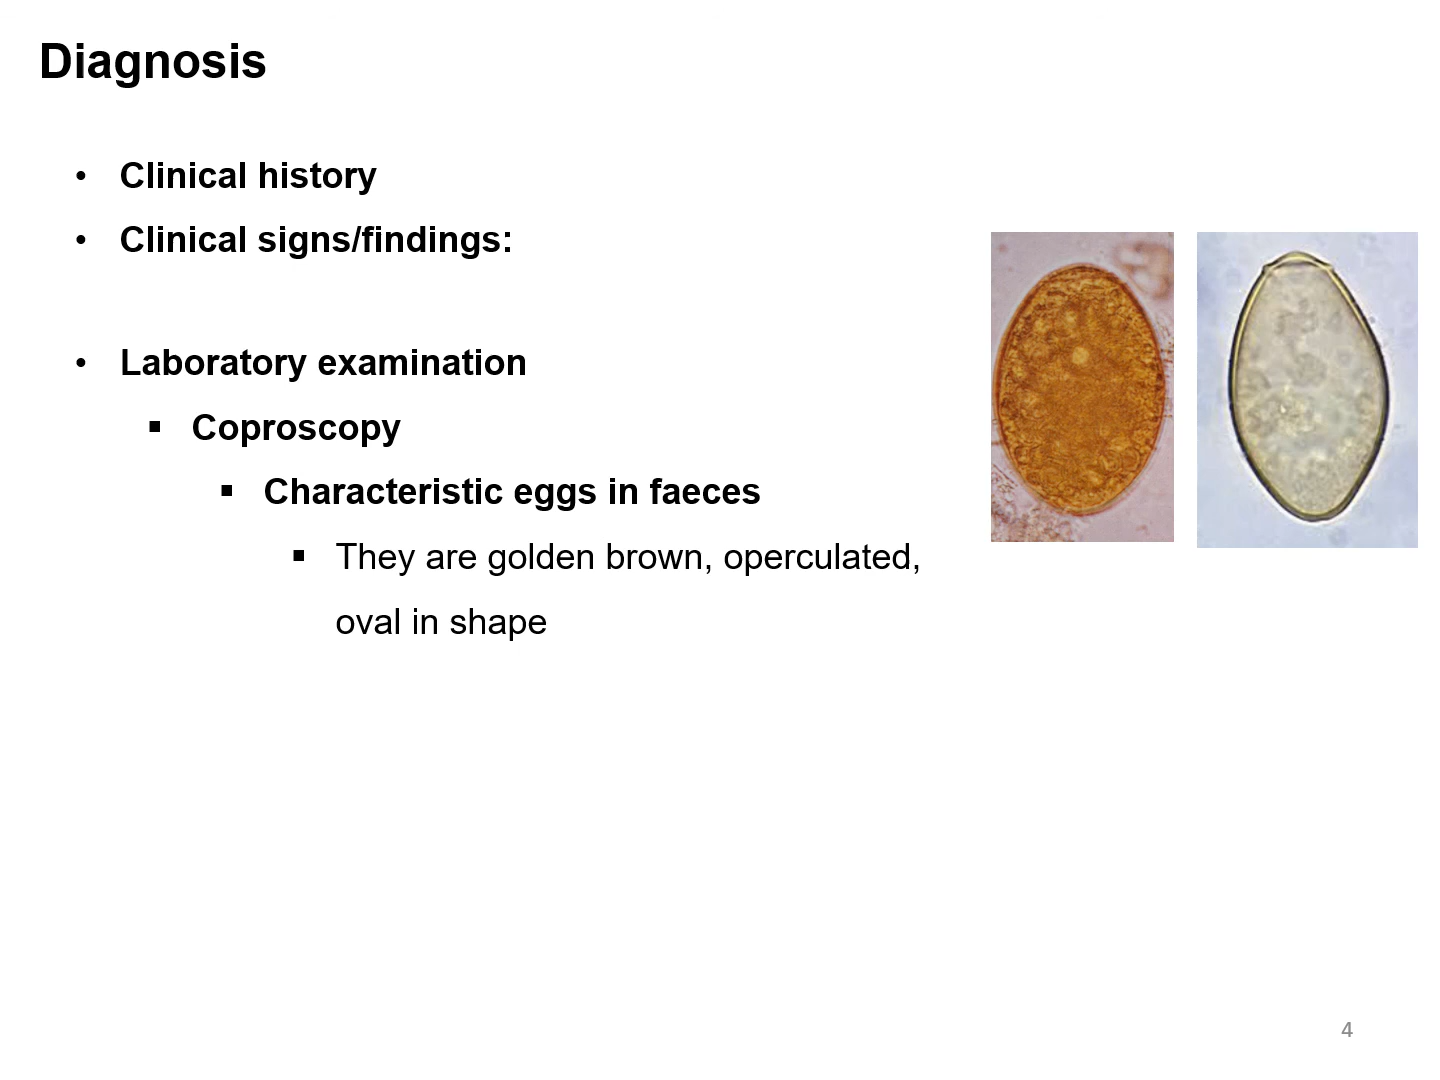 Diagnosis
• Clinical history
• Clinical signs/findings:
• Laboratory examination
▪ Coproscopy
▪ Characteristic eggs in faeces
▪ They are golden brown, operculated,
oval in shape
4